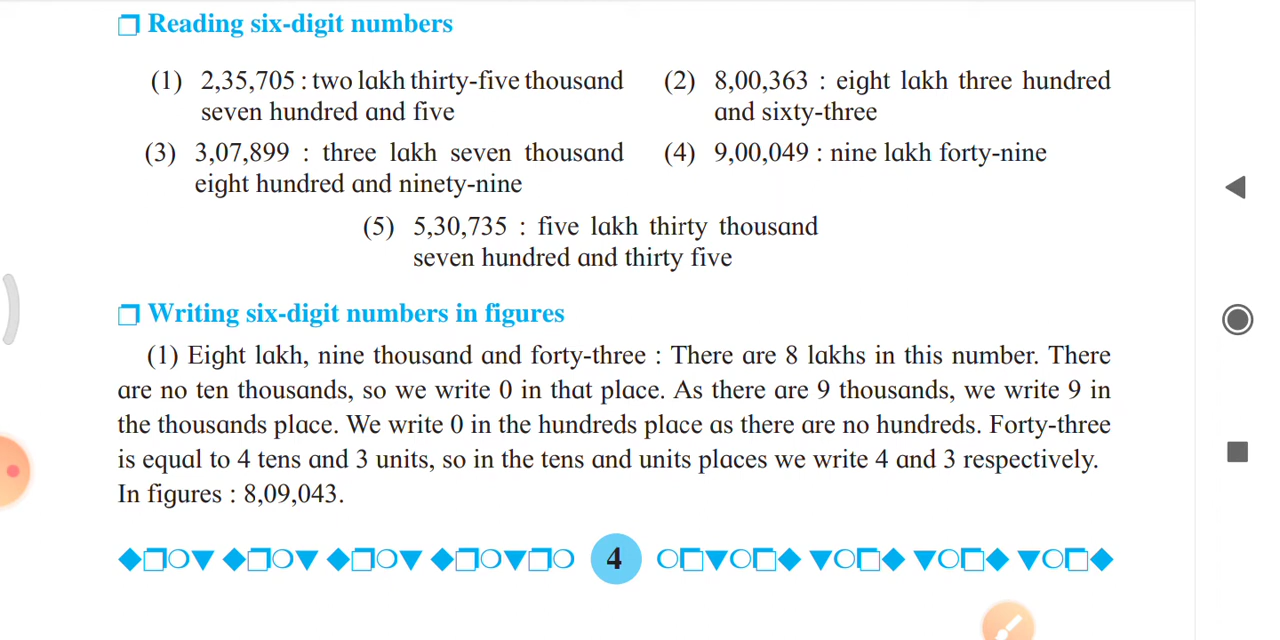 Reading six-digit numbers
(1) 2,35,705 : two lakh thirty-five thousand
seven hundred and five
(2) 8,00,363 : eight lakh three hundred
and sixty-three
(3) 3,07,899 : three lakh seven thousand
eight hundred and ninety-nine
(4) 9,00,049 : nine lakh forty-nine
(5) 5,30,735 : five lakh thirty thousand
seven hundred and thirty five
Writing six-digit numbers in figures
(1) Eight lakh, nine thousand and forty-three : There are 8 lakhs in this number. There
are no ten thousands, so we write 0 in that place. As there are 9 thousands, we write 9 in
the thousands place. We write 0 in the hundreds place as there are no hundreds. Forty-three
is equal to 4 tens and 3 units, so in the tens and units places we write 4 and 3 respectively.
In figures : 8,09,043.
4